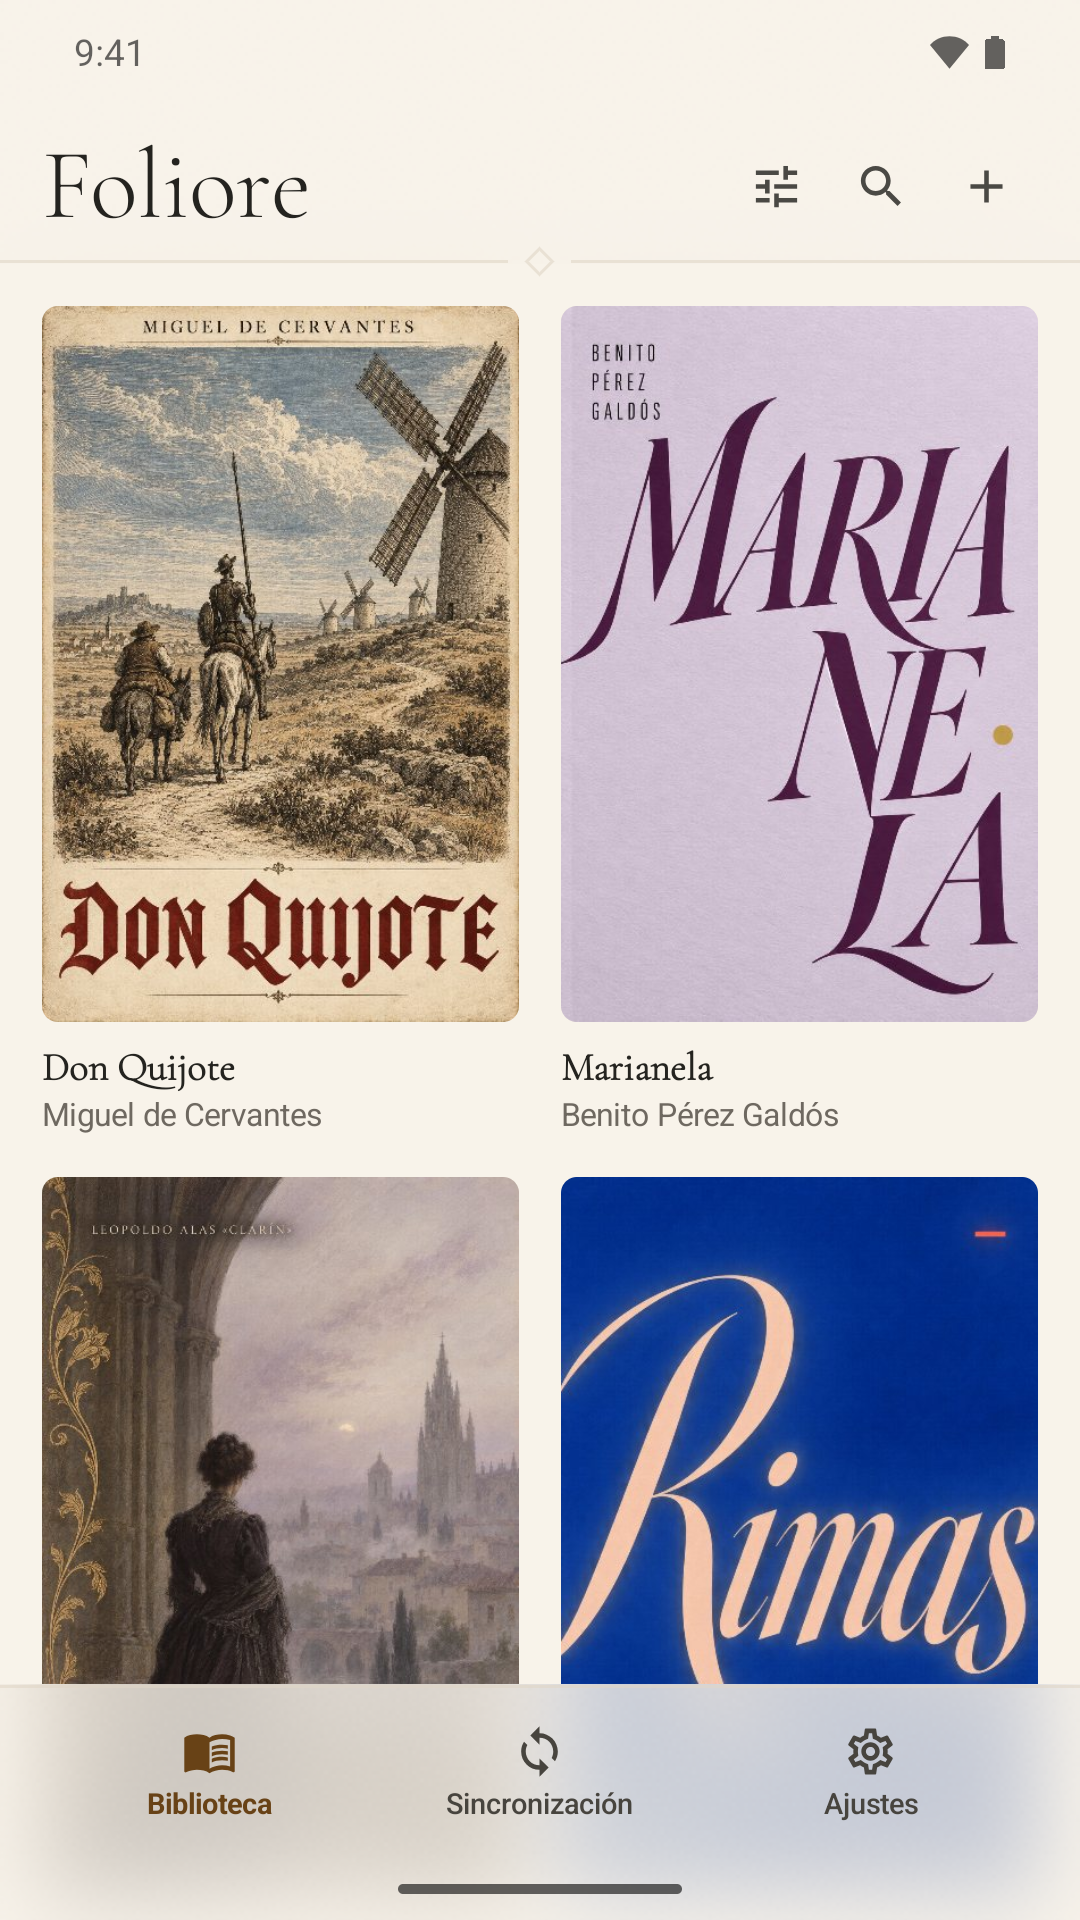 9:41
Foliore
MIGUEL DE CERVANTES
DON QUIJOTE
BENITO
PÉREZ
GALDÓS
MARIA
NE
LA
Don Quijote
Miguel de Cervantes
Marianela
Benito Pérez Galdós
LEOPOLDO ALAS «CLARÍN»
Rimas
Biblioteca
Sincronización
Ajustes